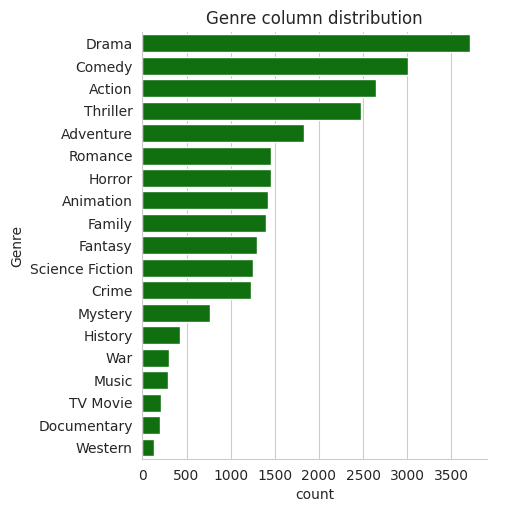 Genre column distribution
Drama
Comedy
Action
Thriller
Adventure
Romance
Horror
Animation
Family
Fantasy
Science Fiction
Crime
Mystery
History
War
Music
TV Movie
Documentary
Western
Genre
0 500 1000 1500 2000 2500 3000 3500
count